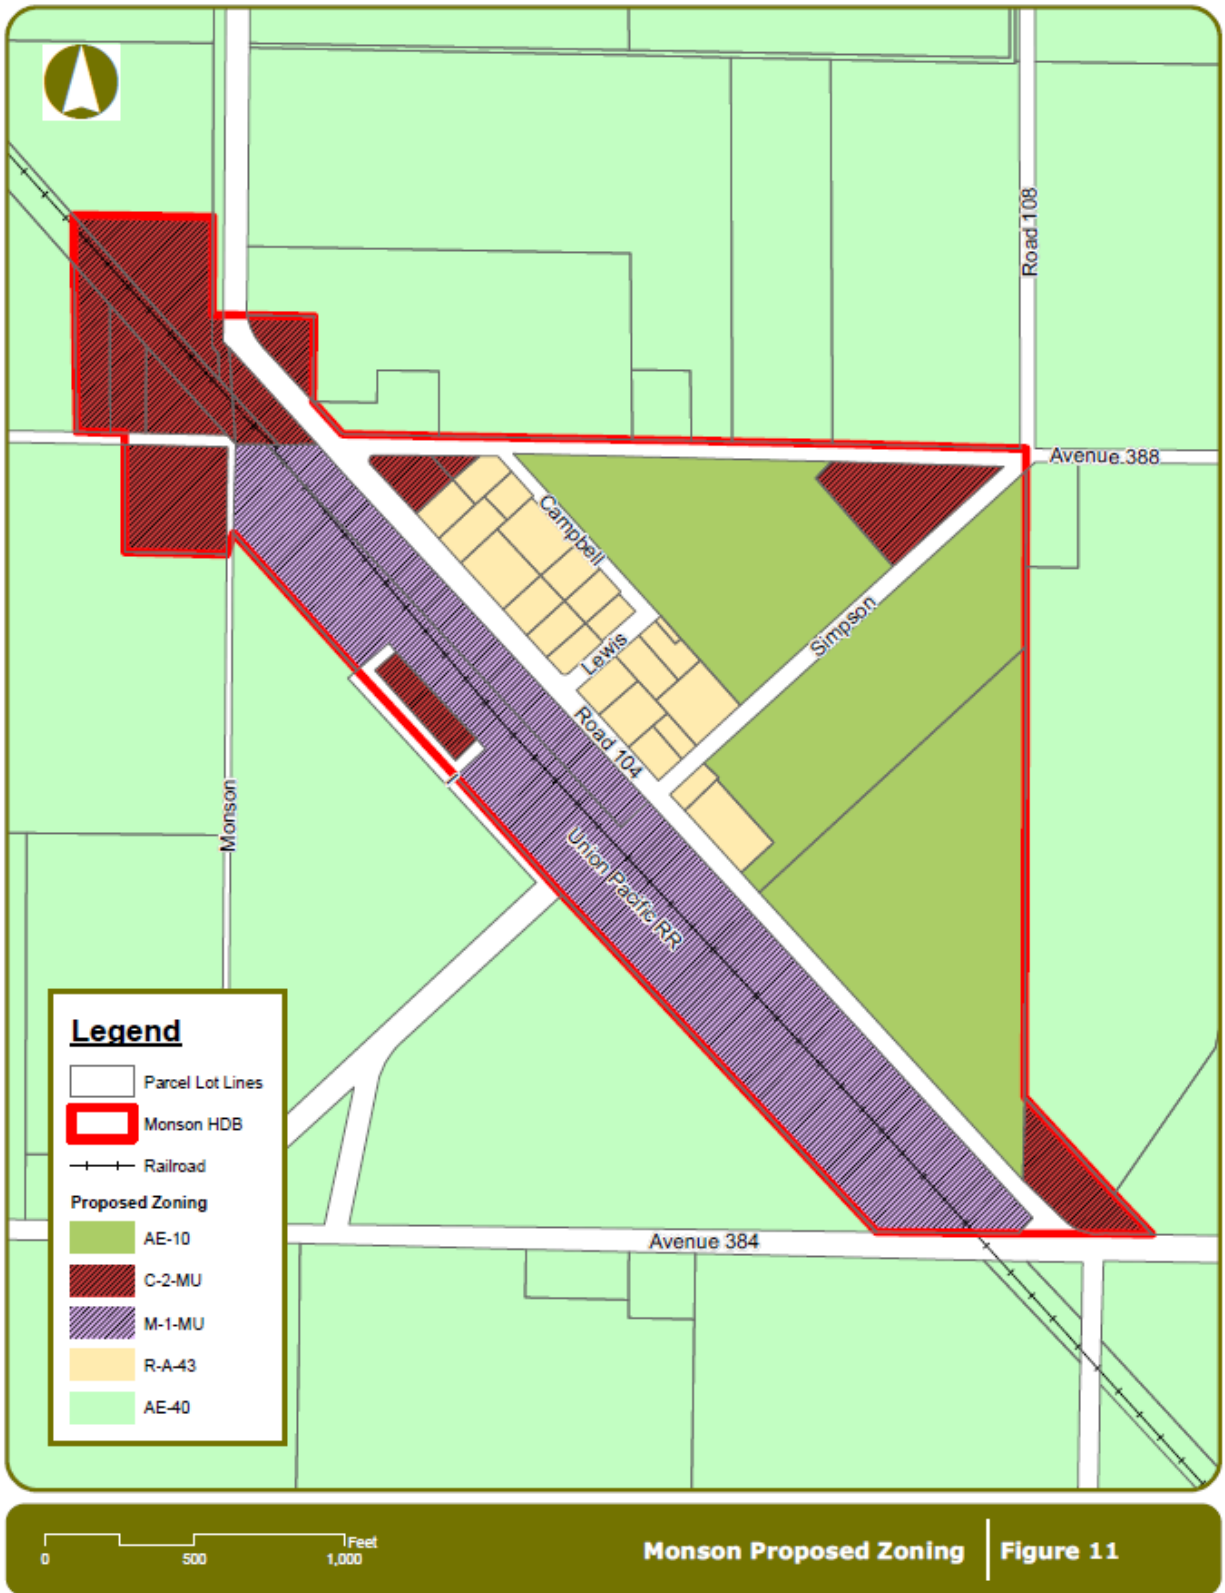 Road 108
Avenue 388
Campbell
Simpson
Lewis
Road 104
Monson
Union Pacific RR
Legend
Parcel Lot Lines
Monson HDB
Railroad
Proposed Zoning
AE-10
C-2-MU
M-1-MU
R-A-43
AE-40
Avenue 384
Feet
0 500 1,000
Monson Proposed Zoning Figure 11